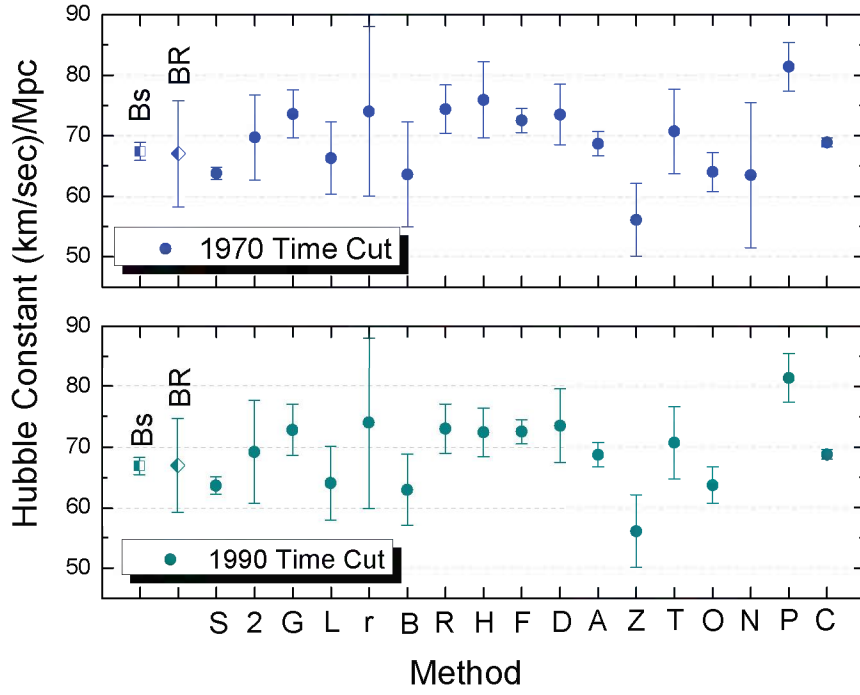 Hubble Constant (km/sec)/Mpc
90
80
70
60
50
Bs
BR
1970 Time Cut
90
80
70
60
50
Bs
BR
1990 Time Cut
S 2 G L r B R H F D A Z T O N P C
Method